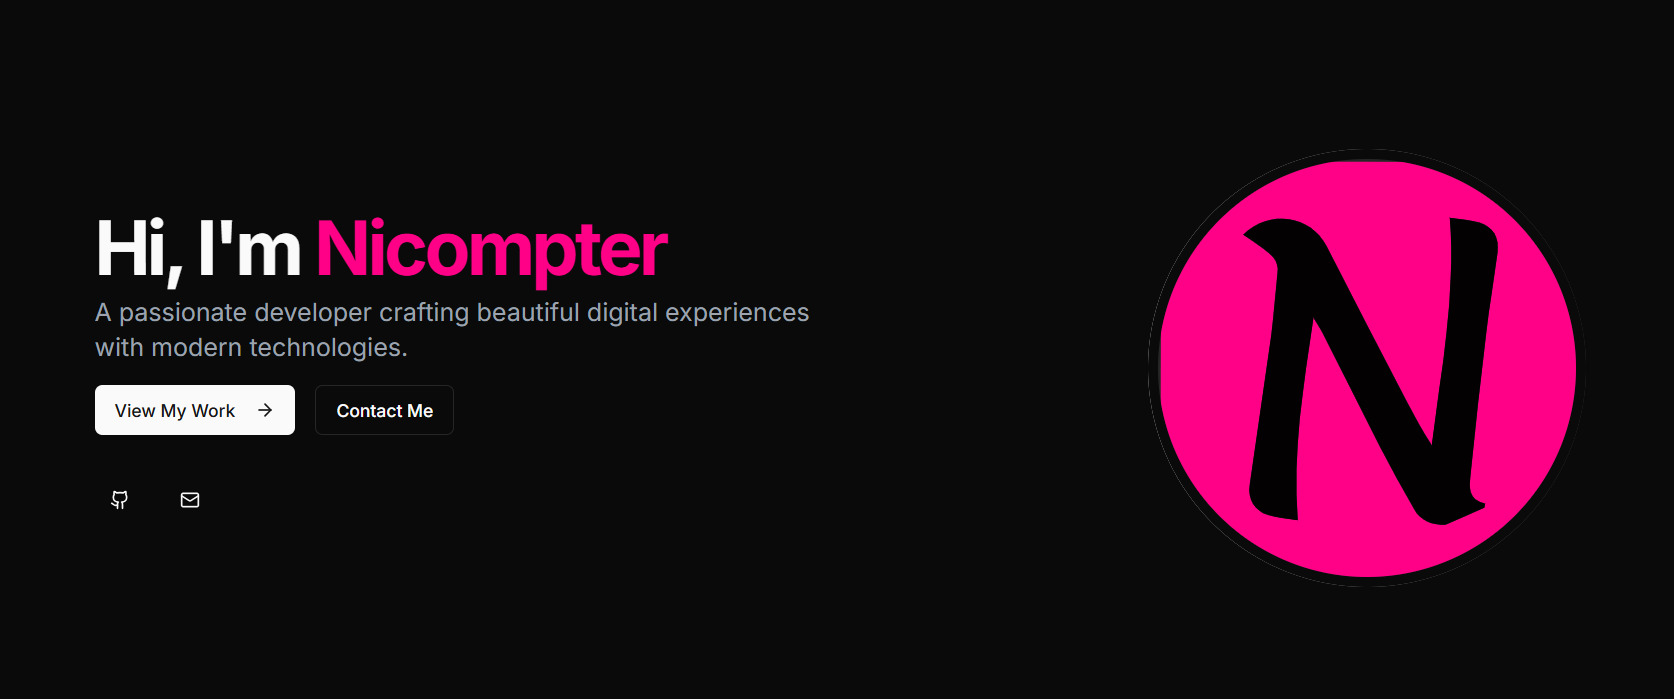 Hi, I'm Nicompter
A passionate developer crafting beautiful digital experiences
with modern technologies.
View My Work
Contact Me
N